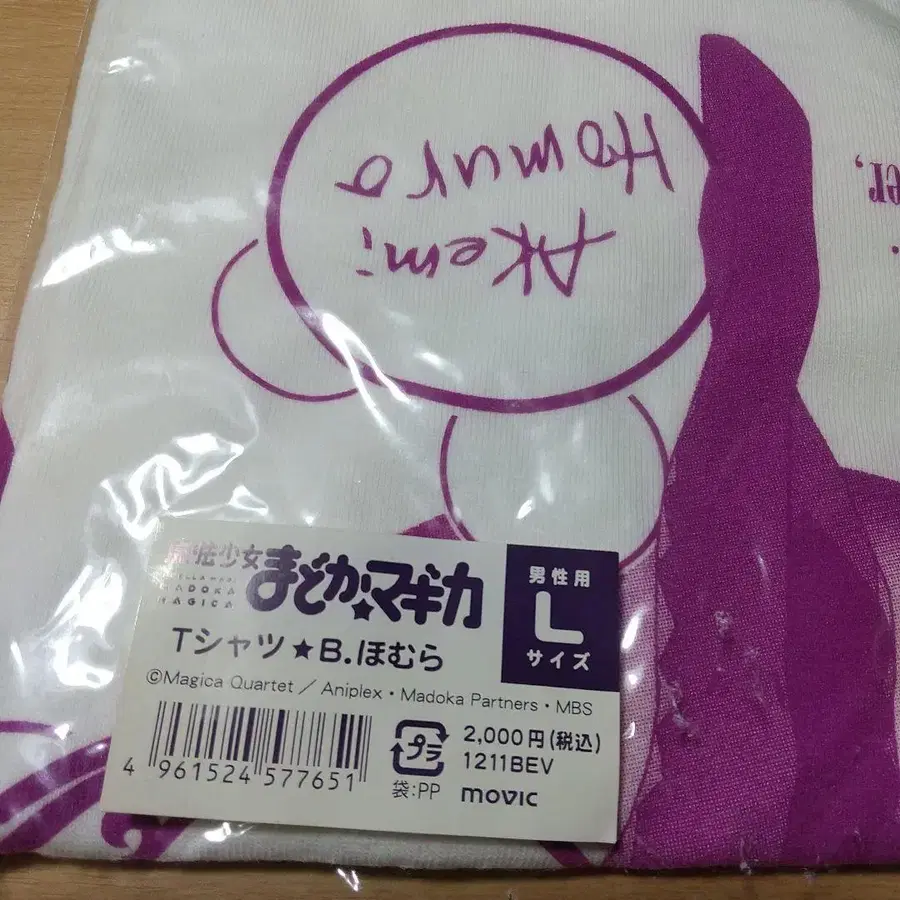 Akemi
Homura
er,
魔法少女
PUELLA MAGI
MADOKA
MAGICA
まどか★マギカ
Tシャツ★B.ほむら
男性用
L
サイズ
©Magica Quartet / Aniplex・Madoka Partners・MBS
4 961524 577651
プラ
袋:PP
2,000円(税込)
1211BEV
movic